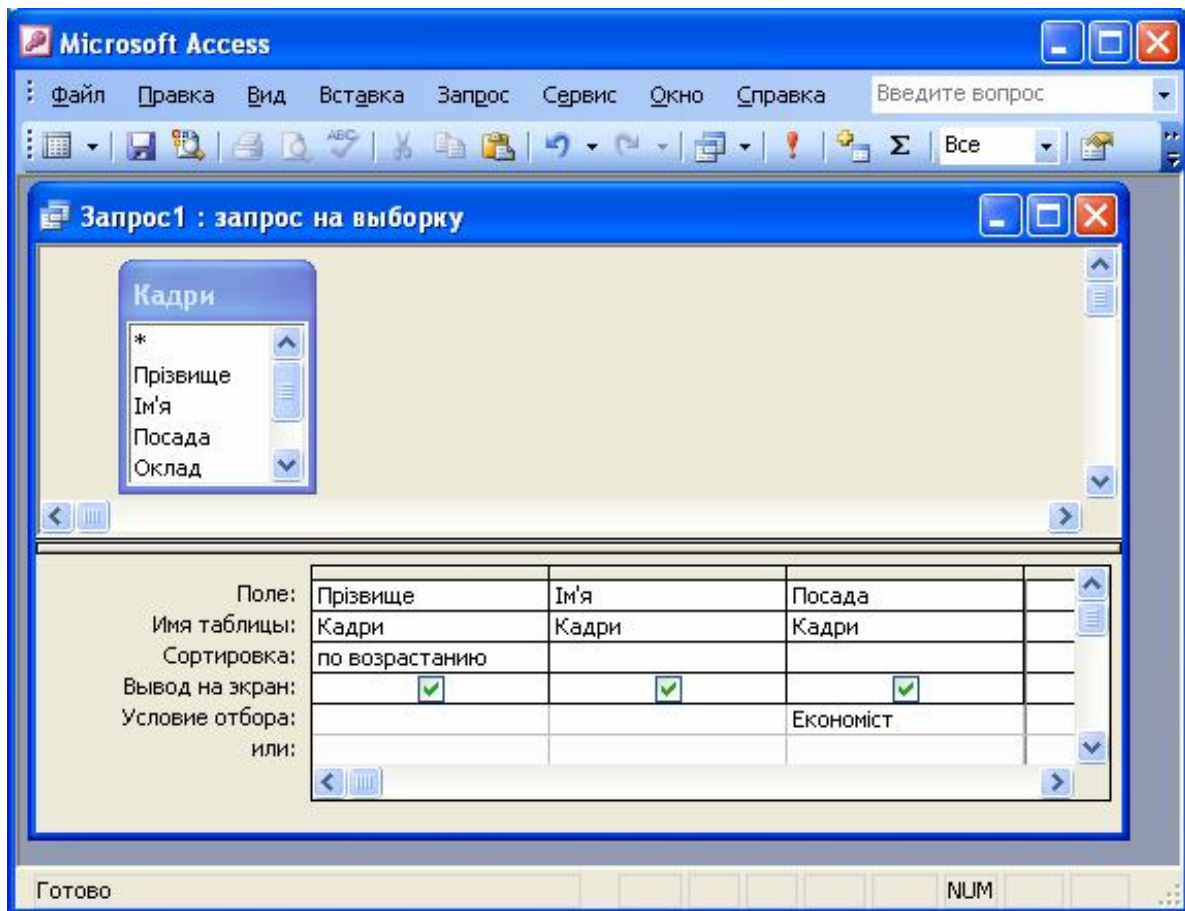 Microsoft Access
Файл Правка Вид Вставка Запрос Сервис Окно Справка Введите вопрос
ABC Σ Все
Запрос1 : запрос на выборку
Кадри
*
Прізвище
Ім'я
Посада
Оклад
Поле: Прізвище Ім'я Посада
Имя таблицы: Кадри Кадри Кадри
Сортировка: по возрастанию
Вывод на экран:
Условие отбора: Економіст
или:
Готово NUM